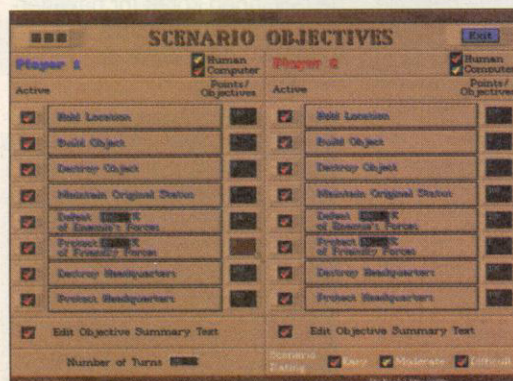 SCENARIO OBJECTIVES
Exit
Player 1
Human
Computer
Active
Points/
Objectives
Hold Location
Build Object
Destroy Object
Maintain Original Status
Defeat %
of Enemie's Forces
Protect %
of Friendly Forces
Destroy Headquarters
Protect Headquarters
Edit Objective Summary Text
Number of Turns
Player 2
Human
Computer
Active
Points/
Objectives
Hold Location
Build Object
Destroy Object
Maintain Original Status
Defeat %
of Enemie's Forces
Protect %
of Friendly Forces
Destroy Headquarters
Protect Headquarters
Edit Objective Summary Text
Scenario
Rating
Easy
Moderate
Difficult